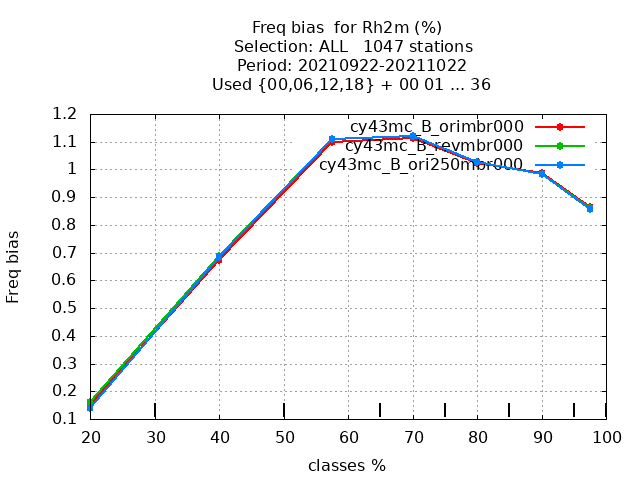 Freq bias  for Rh2m (%)
Selection: ALL   1047 stations
Period: 20210922-20211022
Used {00,06,12,18} + 00 01 ... 36
cy43mc_B_orimbr000
cy43mc_B_revmbr000
cy43mc_B_ori250mbr000
1.2
1.1
1
0.9
0.8
0.7
0.6
0.5
0.4
0.3
0.2
0.1
Freq bias
20 30 40 50 60 70 80 90 100
classes %